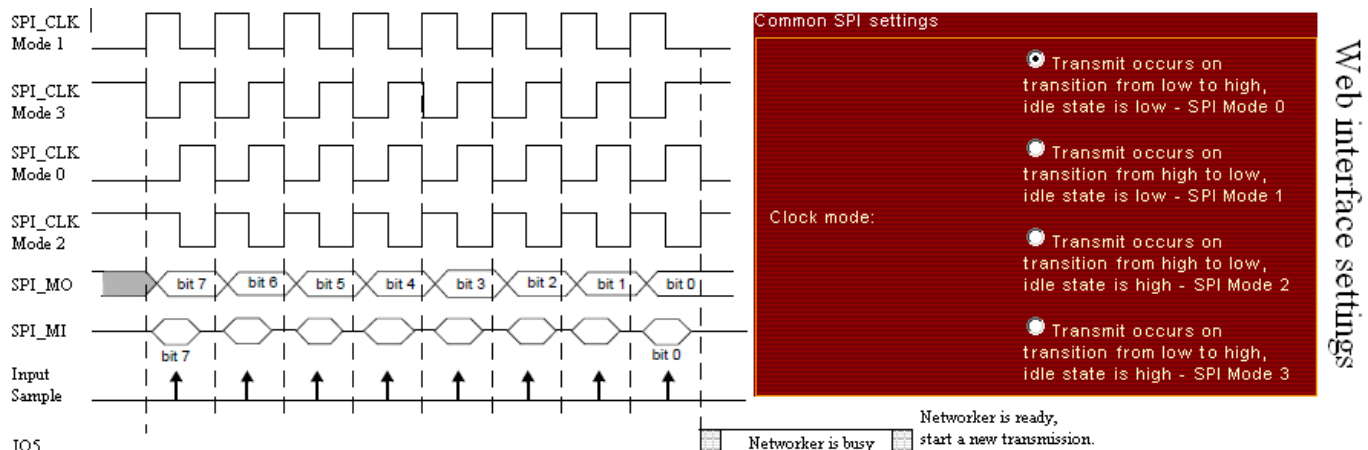 SPI_CLK
Mode 1
SPI_CLK
Mode 3
SPI_CLK
Mode 0
SPI_CLK
Mode 2
SPI_MO
bit 7 bit 6 bit 5 bit 4 bit 3 bit 2 bit 1 bit 0
SPI_MI
bit 7 bit 0
Input
Sample
IO5
Networker is busy
Networker is ready,
start a new transmission.
Common SPI settings
Clock mode:
Transmit occurs on
transition from low to high,
idle state is low - SPI Mode 0
Transmit occurs on
transition from high to low,
idle state is low - SPI Mode 1
Transmit occurs on
transition from high to low,
idle state is high - SPI Mode 2
Transmit occurs on
transition from low to high,
idle state is high - SPI Mode 3
Web interface settings